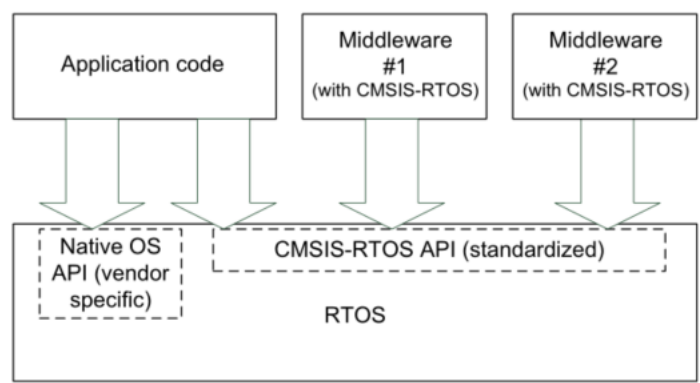 Application code
Middleware
#1
(with CMSIS-RTOS)
Middleware
#2
(with CMSIS-RTOS)
Native OS
API (vendor
specific)
CMSIS-RTOS API (standardized)
RTOS